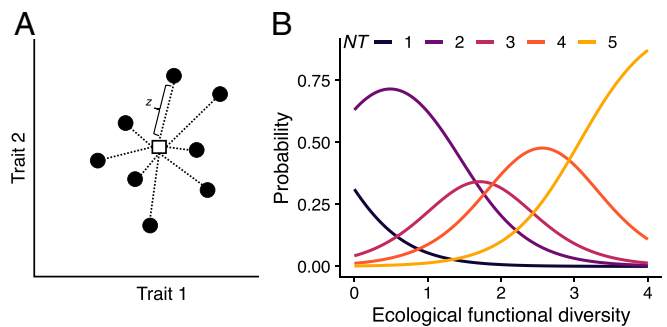 A
z
Trait 2
Trait 1
B
NT 1 2 3 4 5
0.75
0.50
0.25
0.00
Probability
0 1 2 3 4
Ecological functional diversity